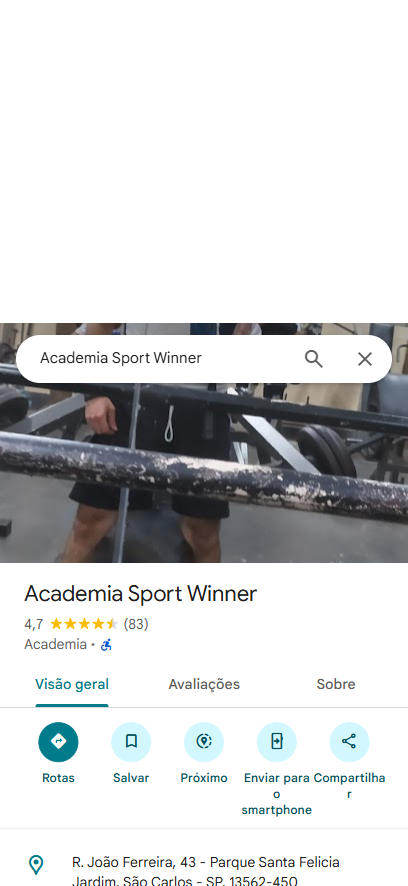 Academia Sport Winner
Academia Sport Winner
4,7 (83)
Academia •
Visão geral Avaliações Sobre
Rotas Salvar Próximo Enviar para o smartphone Compartilhar
R. João Ferreira, 43 - Parque Santa Felicia
Jardim, São Carlos - SP, 13562-450